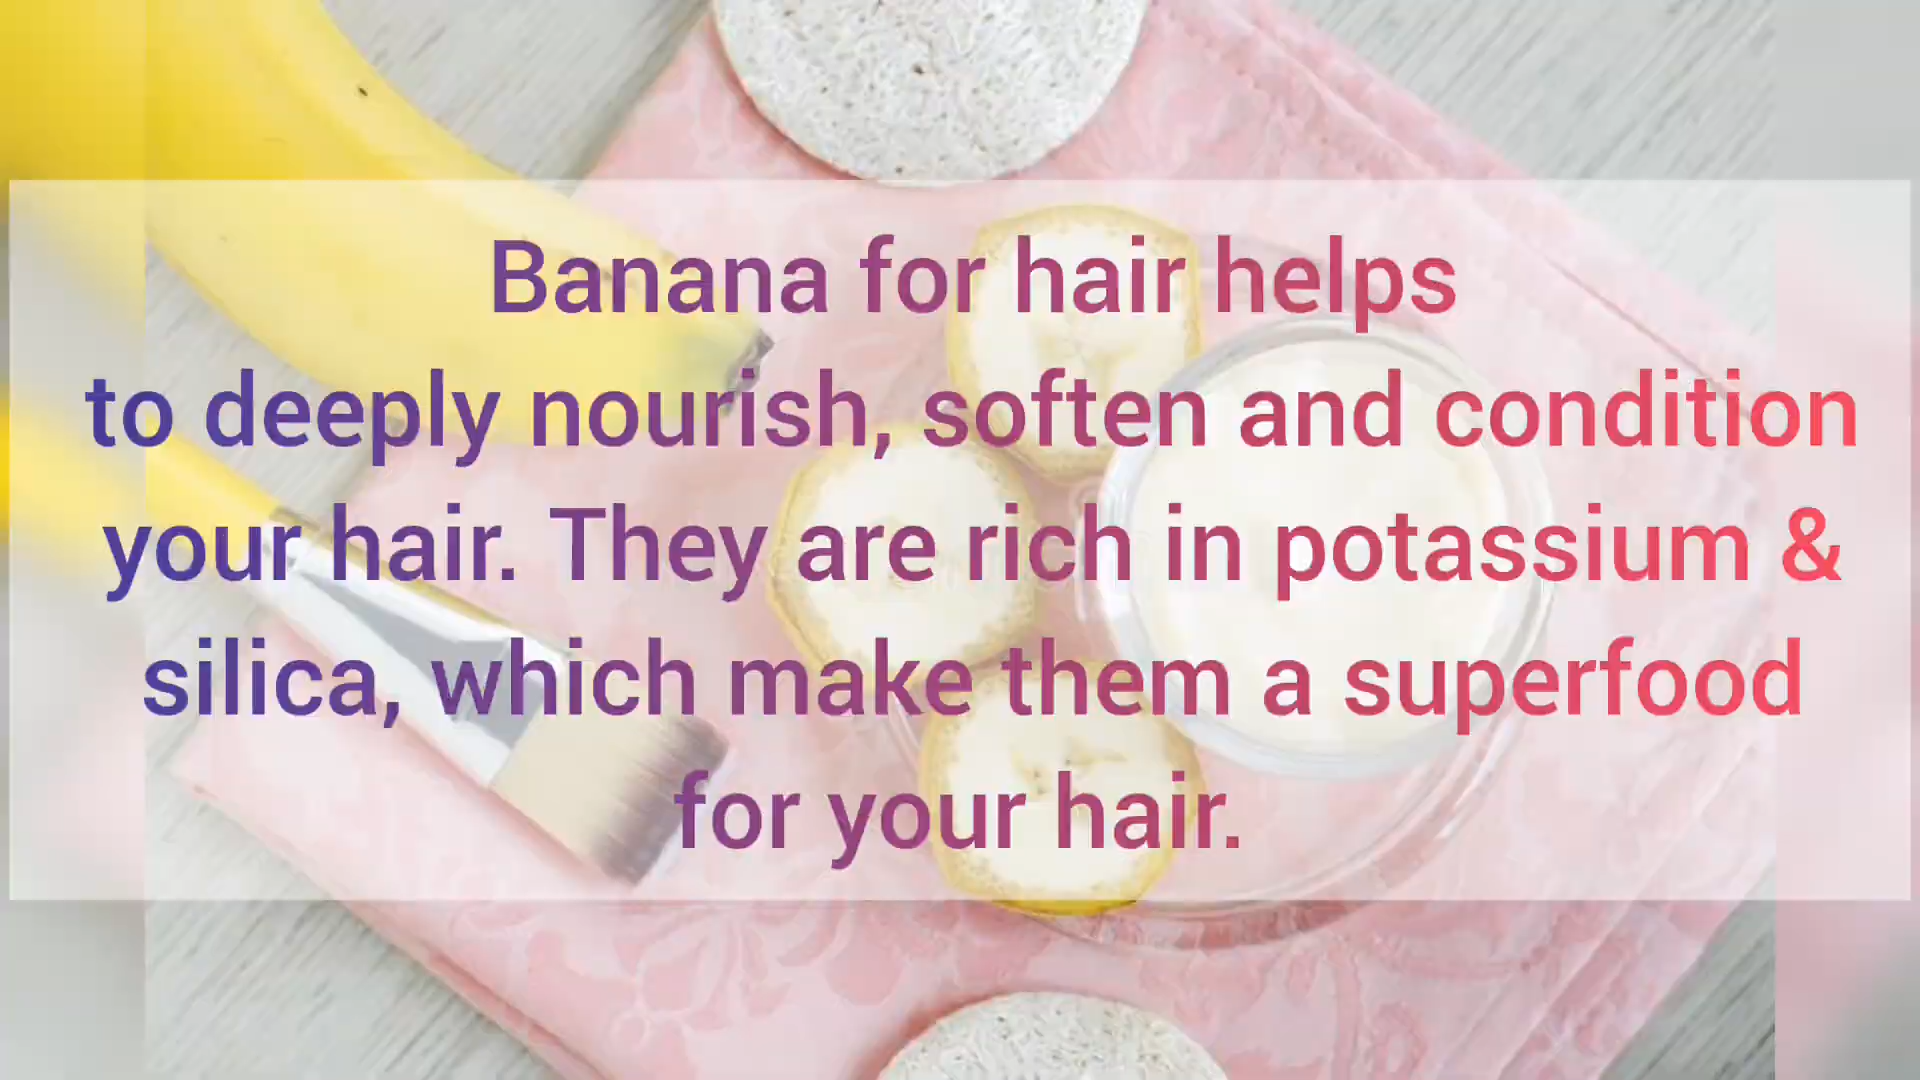 Banana for hair helps
to deeply nourish, soften and condition
your hair. They are rich in potassium &
silica, which make them a superfood
for your hair.